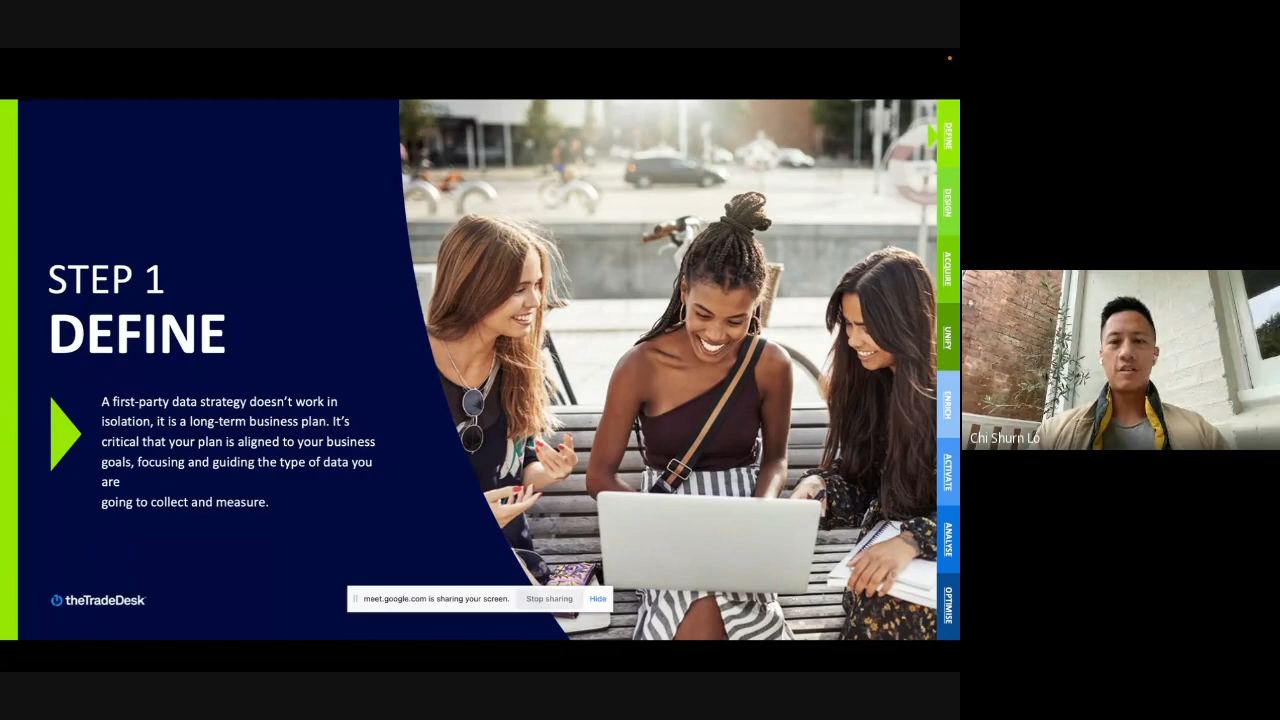 STEP 1
DEFINE
A first-party data strategy doesn't work in
isolation, it is a long-term business plan. It's
critical that your plan is aligned to your business
goals, focusing and guiding the type of data you
are
going to collect and measure.
theTradeDesk
meet.google.com is sharing your screen.
Stop sharing
Hide
DEFINE
DESIGN
ACQUIRE
UNIFY
ENRICH
ACTIVATE
ANALYSE
OPTIMISE
Chi Shurn Lo